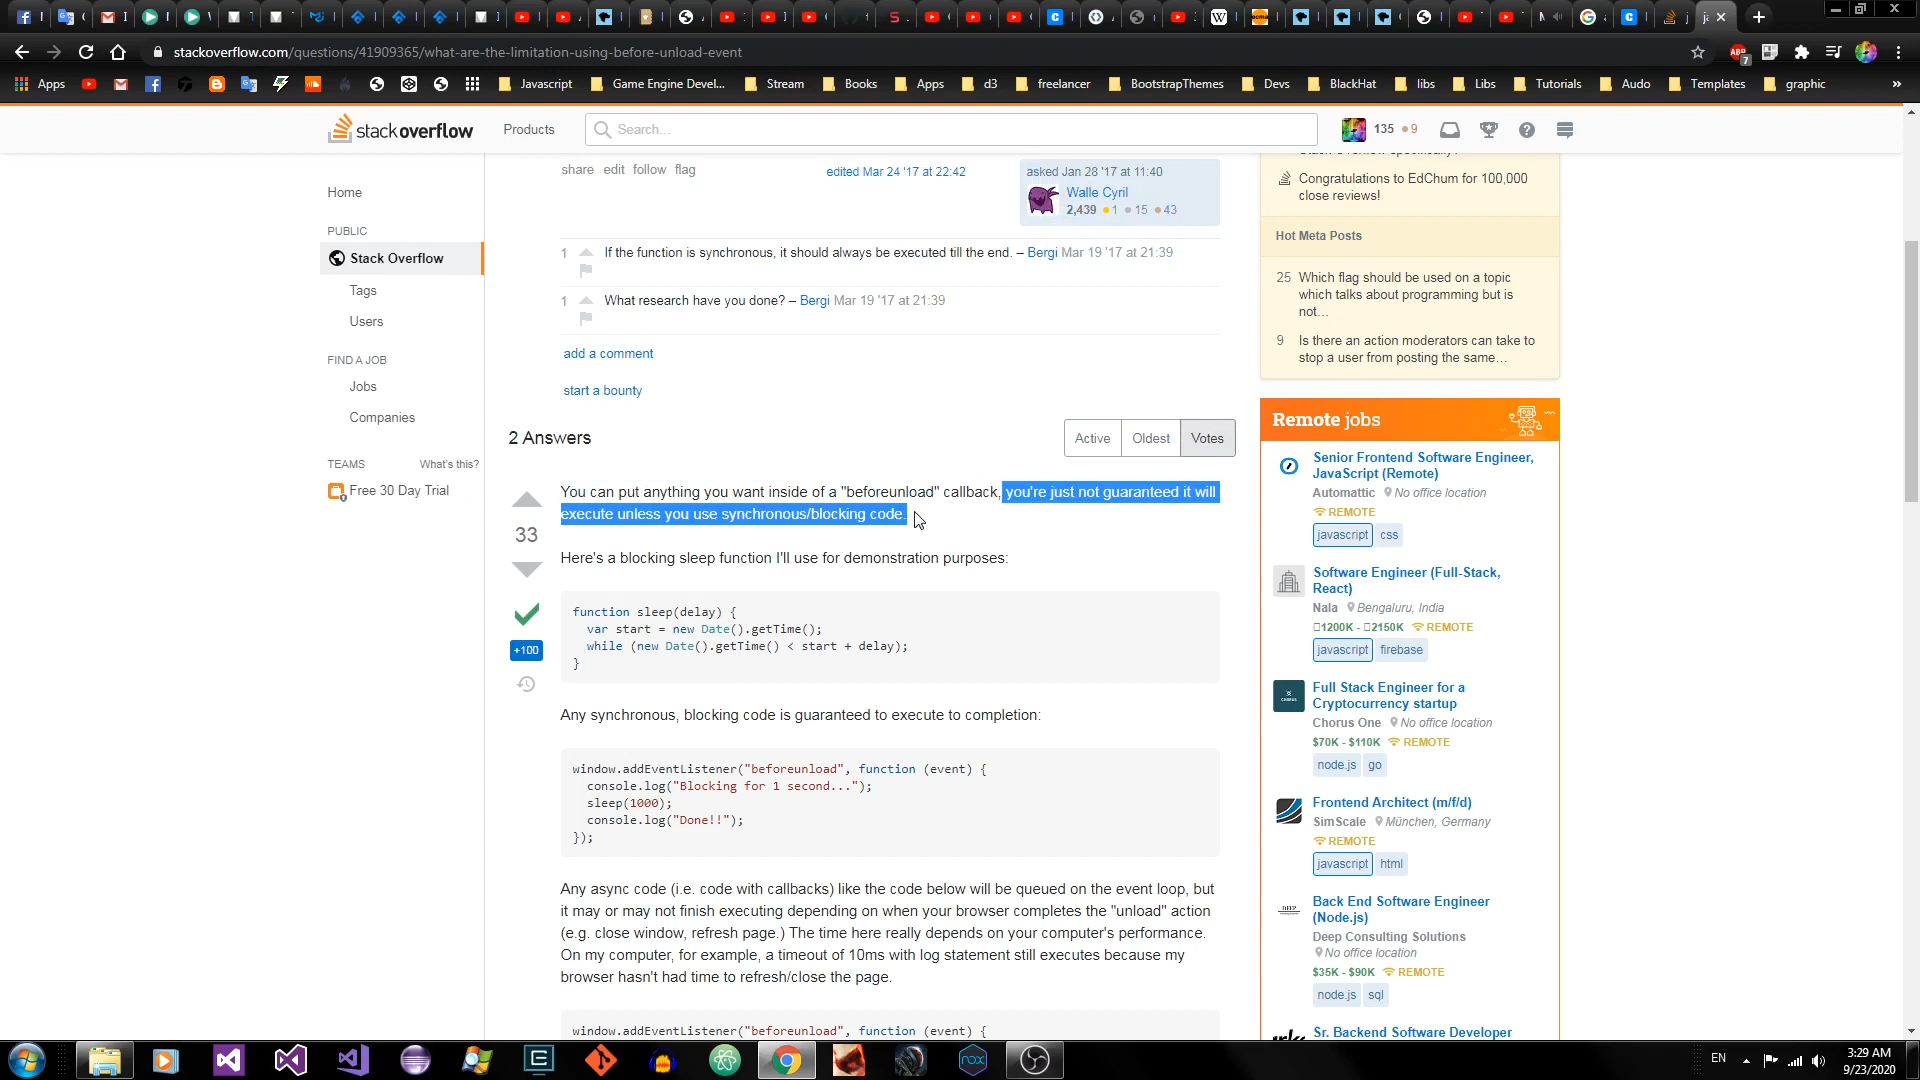 stackoverflow.com/questions/41909365/what-are-the-limitation-using-before-unload-event
Apps
Javascript
Game Engine Devel...
Stream
Books
Apps
d3
freelancer
BootstrapThemes
Devs
BlackHat
libs
Libs
Tutorials
Audo
Templates
graphic
»
stackoverflow
Products
Search...
135 9
Home
PUBLIC
Stack Overflow
Tags
Users
FIND A JOB
Jobs
Companies
TEAMS What's this?
Free 30 Day Trial
share edit follow flag
edited Mar 24 '17 at 22:42
asked Jan 28 '17 at 11:40
Walle Cyril
2,439 1 15 43
1 If the function is synchronous, it should always be executed till the end. – Bergi Mar 19 '17 at 21:39
1 What research have you done? – Bergi Mar 19 '17 at 21:39
add a comment
start a bounty
2 Answers
Active Oldest Votes
33
+100
You can put anything you want inside of a "beforeunload" callback, you're just not guaranteed it will
execute unless you use synchronous/blocking code.
Here's a blocking sleep function I'll use for demonstration purposes:
function sleep(delay) {
var start = new Date().getTime();
while (new Date().getTime() < start + delay);
}
Any synchronous, blocking code is guaranteed to execute to completion:
window.addEventListener("beforeunload", function (event) {
console.log("Blocking for 1 second...");
sleep(1000);
console.log("Done!!");
});
Any async code (i.e. code with callbacks) like the code below will be queued on the event loop, but
it may or may not finish executing depending on when your browser completes the "unload" action
(e.g. close window, refresh page.) The time here really depends on your computer's performance.
On my computer, for example, a timeout of 10ms with log statement still executes because my
browser hasn't had time to refresh/close the page.
window.addEventListener("beforeunload", function (event) {
Congratulations to EdChum for 100,000
close reviews!
Hot Meta Posts
25 Which flag should be used on a topic
which talks about programming but is
not…
9 Is there an action moderators can take to
stop a user from posting the same…
Remote jobs
Senior Frontend Software Engineer,
JavaScript (Remote)
Automattic No office location
REMOTE
javascript css
Software Engineer (Full-Stack,
React)
Nala Bengaluru, India
1200K - 2150K REMOTE
javascript firebase
Full Stack Engineer for a
Cryptocurrency startup
Chorus One No office location
$70K - $110K REMOTE
node.js go
Frontend Architect (m/f/d)
SimScale München, Germany
REMOTE
javascript html
Back End Software Engineer
(Node.js)
Deep Consulting Solutions
No office location
$35K - $90K REMOTE
node.js sql
Sr. Backend Software Developer
EN
3:29 AM
9/23/2020